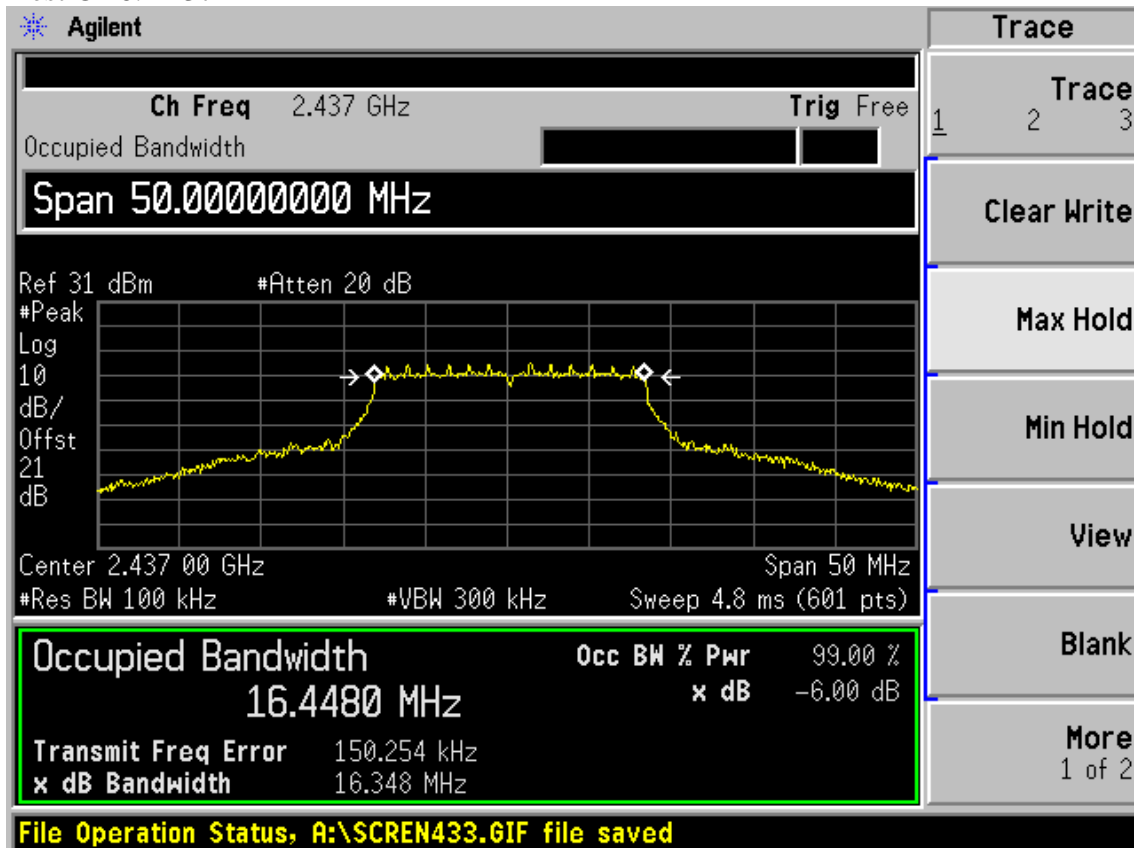 Agilent
Trace
Ch Freq 2.437 GHz Trig Free
Occupied Bandwidth
Span 50.00000000 MHz
Ref 31 dBm #Atten 20 dB
#Peak
Log
10
dB/
Offst
21
dB
Center 2.437 00 GHz Span 50 MHz
#Res BW 100 kHz #VBW 300 kHz Sweep 4.8 ms (601 pts)
Occupied Bandwidth Occ BW % Pwr 99.00 %
16.4480 MHz x dB -6.00 dB
Transmit Freq Error 150.254 kHz
x dB Bandwidth 16.348 MHz
File Operation Status, A:\SCREN433.GIF file saved
Trace
1 2 3
Clear Write
Max Hold
Min Hold
View
Blank
More
1 of 2